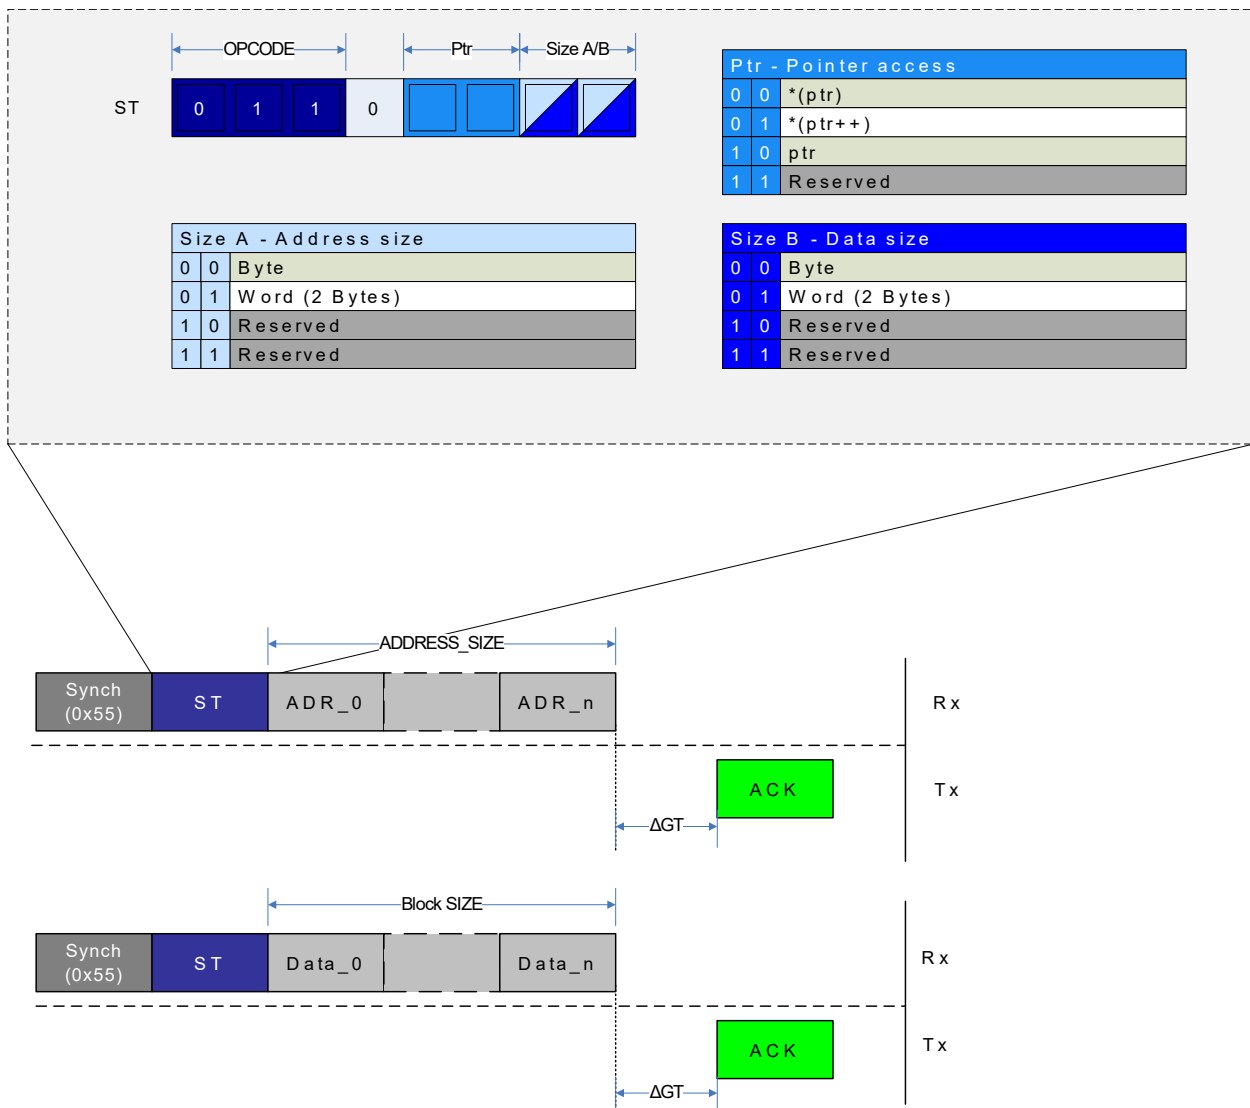 OPCODE Ptr Size A/B
ST 0 1 1 0
Ptr - Pointer access
0 0 *(ptr)
0 1 *(ptr++)
1 0 ptr
1 1 Reserved
Size A - Address size
0 0 Byte
0 1 Word (2 Bytes)
1 0 Reserved
1 1 Reserved
Size B - Data size
0 0 Byte
0 1 Word (2 Bytes)
1 0 Reserved
1 1 Reserved
ADDRESS_SIZE
Synch
(0x55)
ST ADR_0 ADR_n Rx
ACK Tx
ΔGT
Block SIZE
Synch
(0x55)
ST Data_0 Data_n Rx
ACK Tx
ΔGT